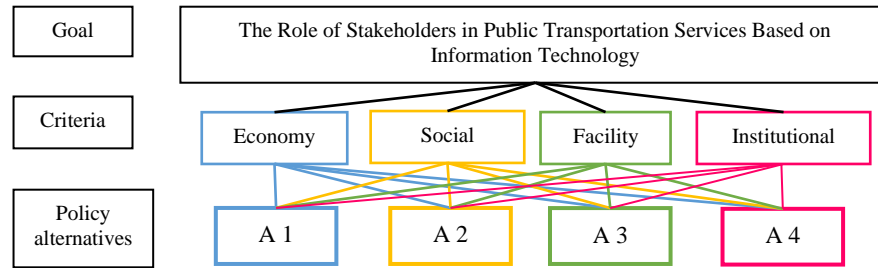 Goal
The Role of Stakeholders in Public Transportation Services Based on
Information Technology
Criteria
Economy
Social
Facility
Institutional
Policy
alternatives
A 1
A 2
A 3
A 4